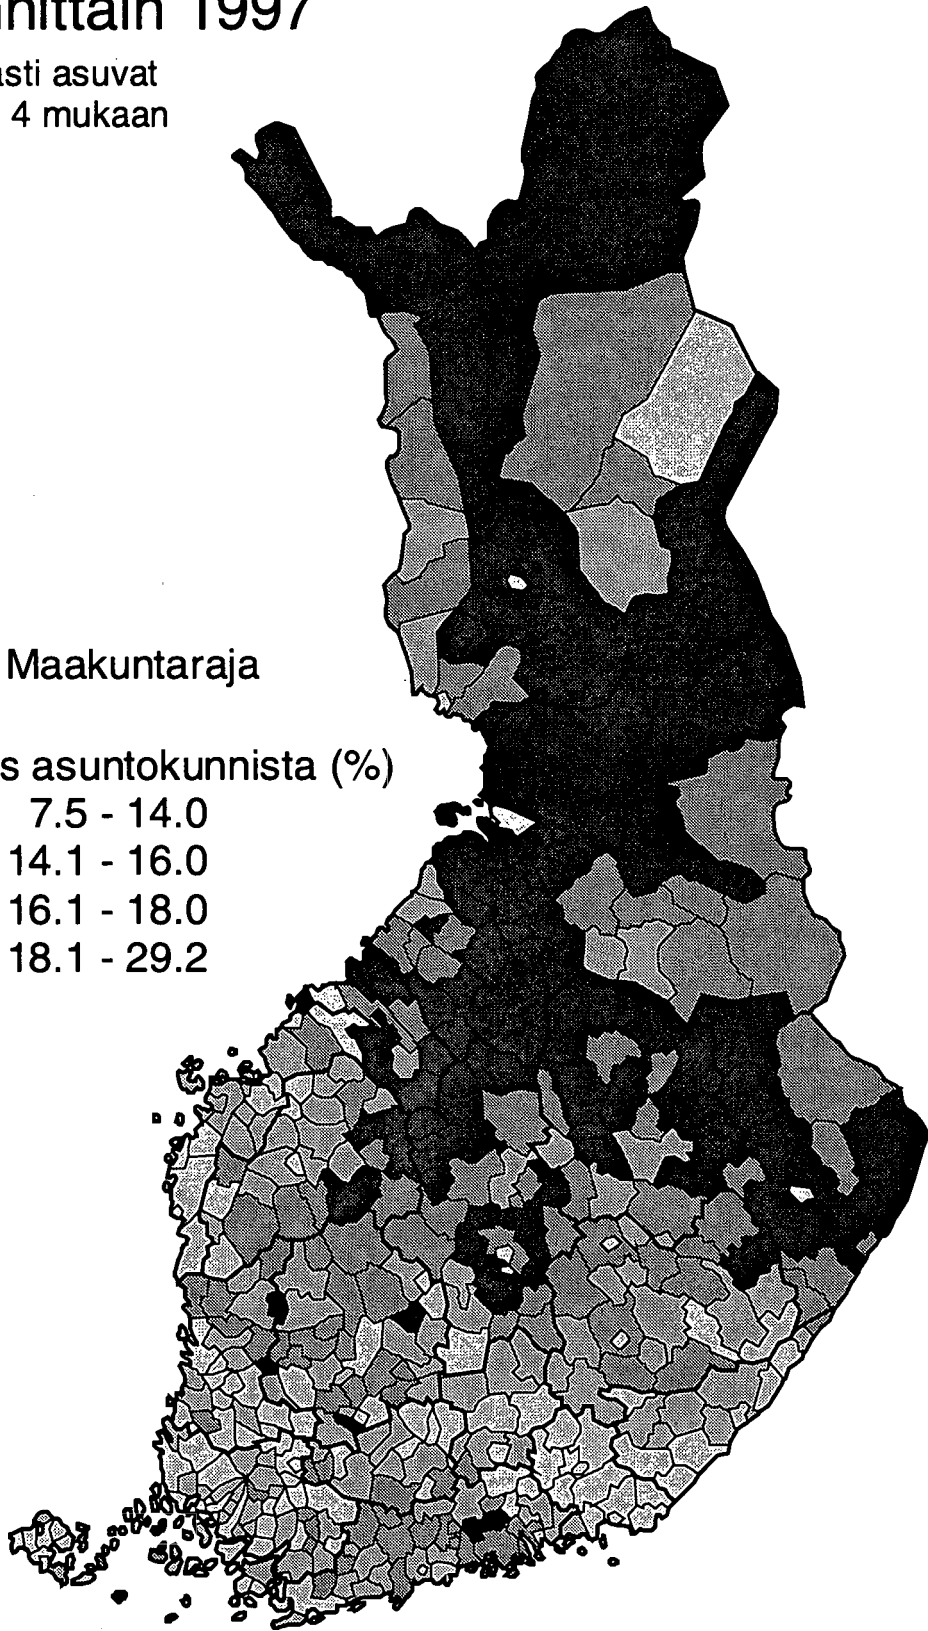 nittain 1997
asti asuvat
4 mukaan
Maakuntaraja
s asuntokunnista (%)
7.5 - 14.0
14.1 - 16.0
16.1 - 18.0
18.1 - 29.2